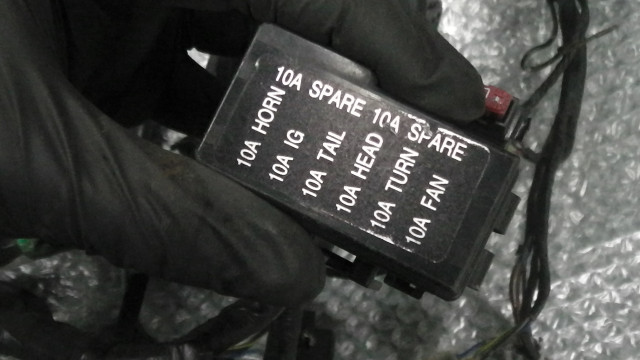 10A SPARE 10A SPARE
10A HORN
10A IG
10A TAIL
10A HEAD
10A TURN
10A FAN